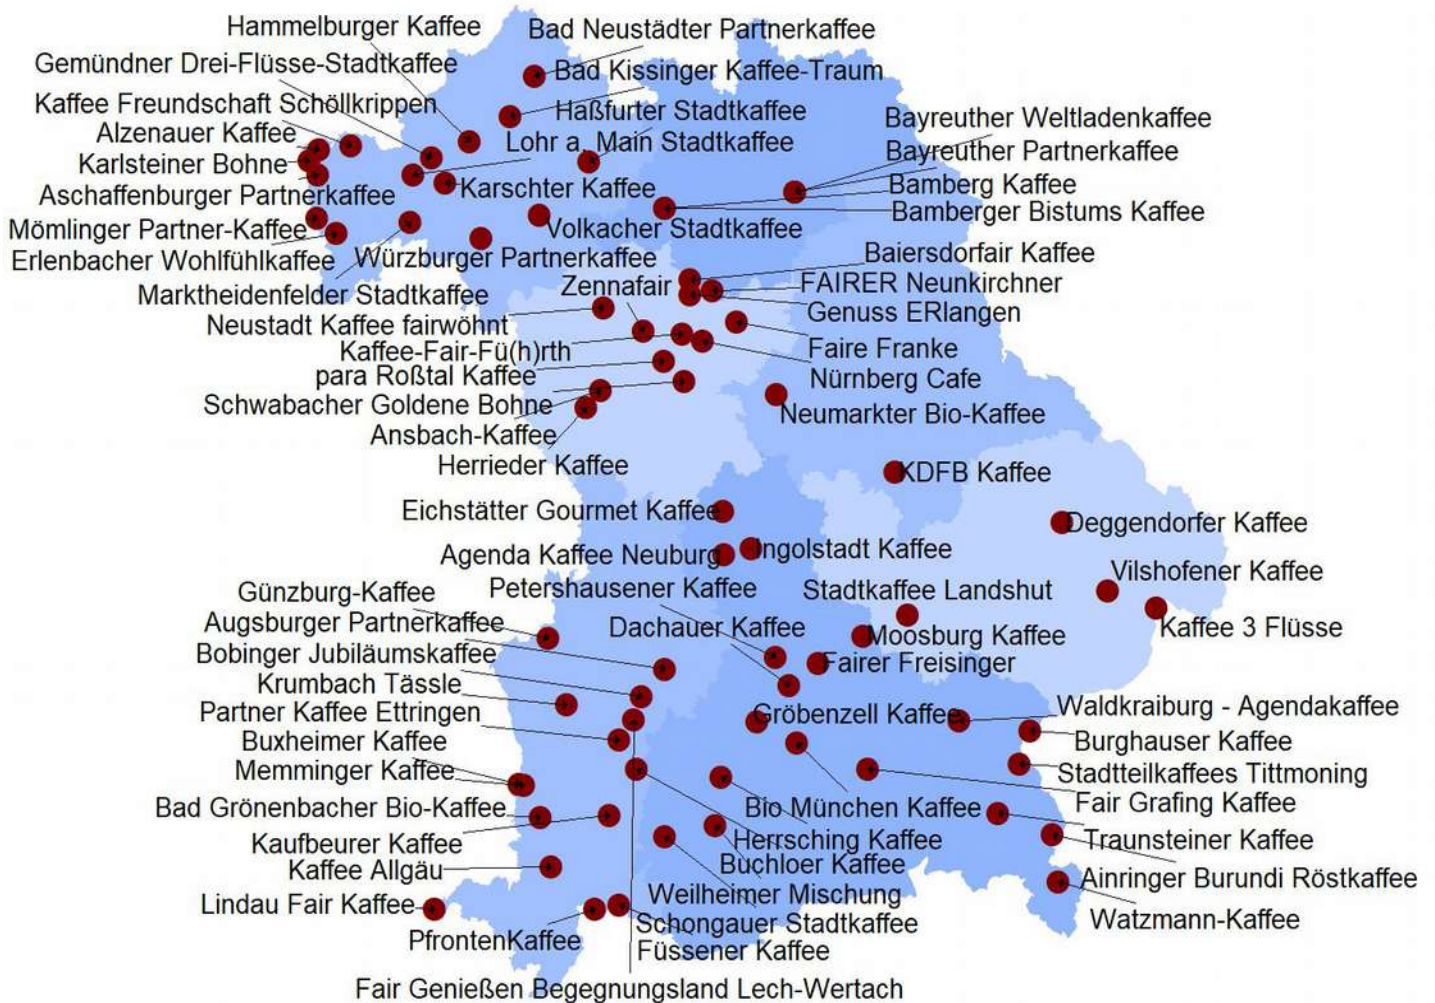 Hammelburger Kaffee
Bad Neustädter Partnerkaffee
Gemündner Drei-Flüsse-Stadtkaffee
Bad Kissinger Kaffee-Traum
Kaffee Freundschaft Schöllkrippen
Haßfurter Stadtkaffee
Bayreuther Weltladenkaffee
Alzenauer Kaffee
Lohr a. Main Stadtkaffee
Bayreuther Partnerkaffee
Karlsteiner Bohne
Karschter Kaffee
Bamberg Kaffee
Aschaffenburger Partnerkaffee
Bamberger Bistums Kaffee
Mömlinger Partner-Kaffee
Volkacher Stadtkaffee
Erlenbacher Wohlfühlkaffee
Würzburger Partnerkaffee
Baiersdorfair Kaffee
Marktheidenfelder Stadtkaffee
Zennafair
FAIRER Neunkirchner
Neustadt Kaffee fairwöhnt
Genuss ERlangen
Kaffee-Fair-Fü(h)rth
Faire Franke
para Roßtal Kaffee
Nürnberg Cafe
Schwabacher Goldene Bohne
Neumarkter Bio-Kaffee
Ansbach-Kaffee
Herrieder Kaffee
KDFB Kaffee
Eichstätter Gourmet Kaffee
Deggendorfer Kaffee
Agenda Kaffee Neuburg
Ingolstadt Kaffee
Vilshofener Kaffee
Petershausener Kaffee
Stadtkaffee Landshut
Günzburg-Kaffee
Augsburger Partnerkaffee
Dachauer Kaffee
Moosburg Kaffee
Kaffee 3 Flüsse
Bobinger Jubiläumskaffee
Fairer Freisinger
Krumbach Tässle
Partner Kaffee Ettringen
Gröbenzell Kaffee
Waldkraiburg - Agendakaffee
Buxheimer Kaffee
Burghauser Kaffee
Memminger Kaffee
Stadtteilkaffees Tittmoning
Bad Grönenbacher Bio-Kaffee
Bio München Kaffee
Fair Grafing Kaffee
Kaufbeurer Kaffee
Herrsching Kaffee
Traunsteiner Kaffee
Kaffee Allgäu
Buchloer Kaffee
Ainringer Burundi Röstkaffee
Lindau Fair Kaffee
Weilheimer Mischung
Watzmann-Kaffee
PfrontenKaffee
Schongauer Stadtkaffee
Füssener Kaffee
Fair Genießen Begegnungsland Lech-Wertach